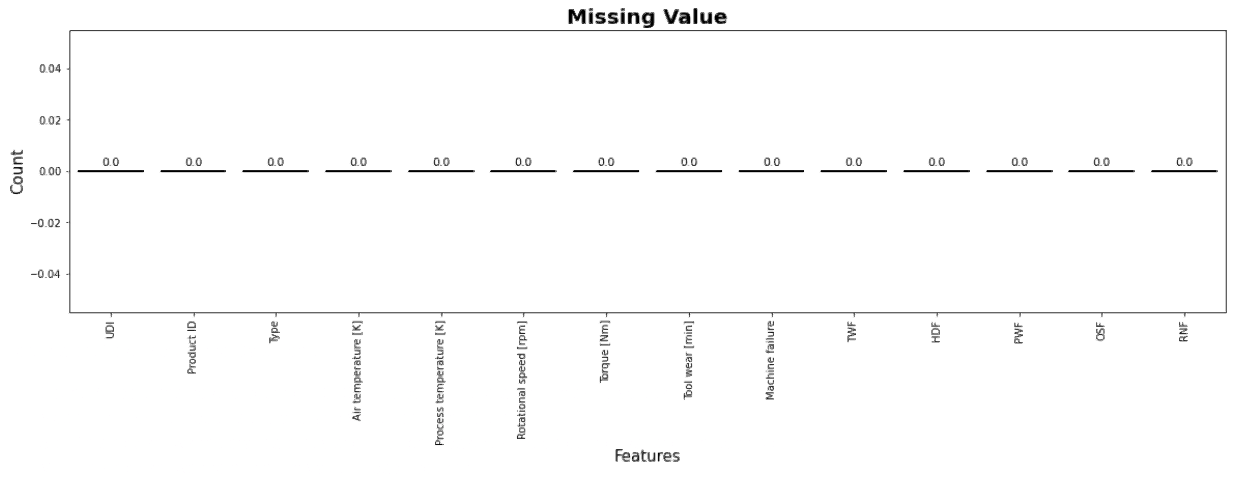 Missing Value
0.04
0.02
0.00
−0.02
−0.04
Count
0.0 0.0 0.0 0.0 0.0 0.0 0.0 0.0 0.0 0.0 0.0 0.0 0.0 0.0
UDI
Product ID
Type
Air temperature [K]
Process temperature [K]
Rotational speed [rpm]
Torque [Nm]
Tool wear [min]
Machine failure
TWF
HDF
PWF
OSF
RNF
Features